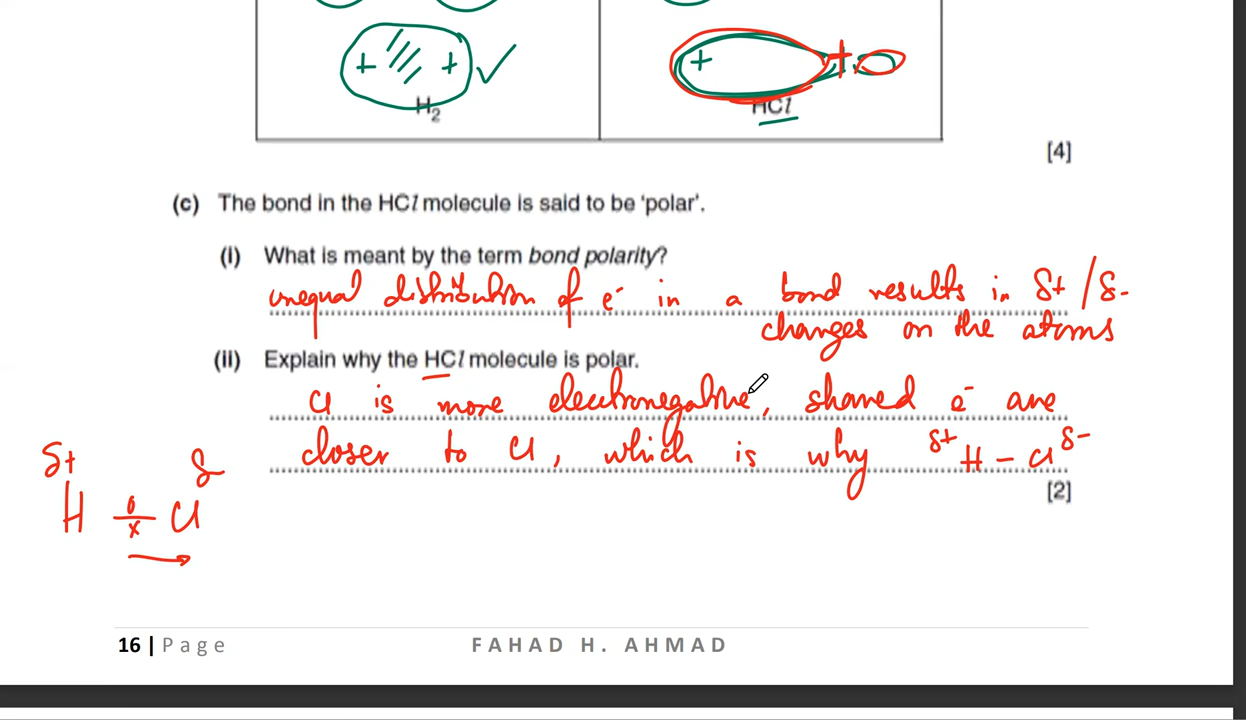 + + ✓
H₂
+ +
HCl
[4]
(c) The bond in the HCl molecule is said to be 'polar'.
(i) What is meant by the term bond polarity?
unequal distribution of e⁻ in a bond results in δ+/δ-
changes on the atoms
(ii) Explain why the HCl molecule is polar.
Cl is more electronegative, shared e⁻ are
closer to Cl, which is why δ+H–Clδ-
[2]
δ+ δ
H Cl
16 | Page FAHAD H. AHMAD